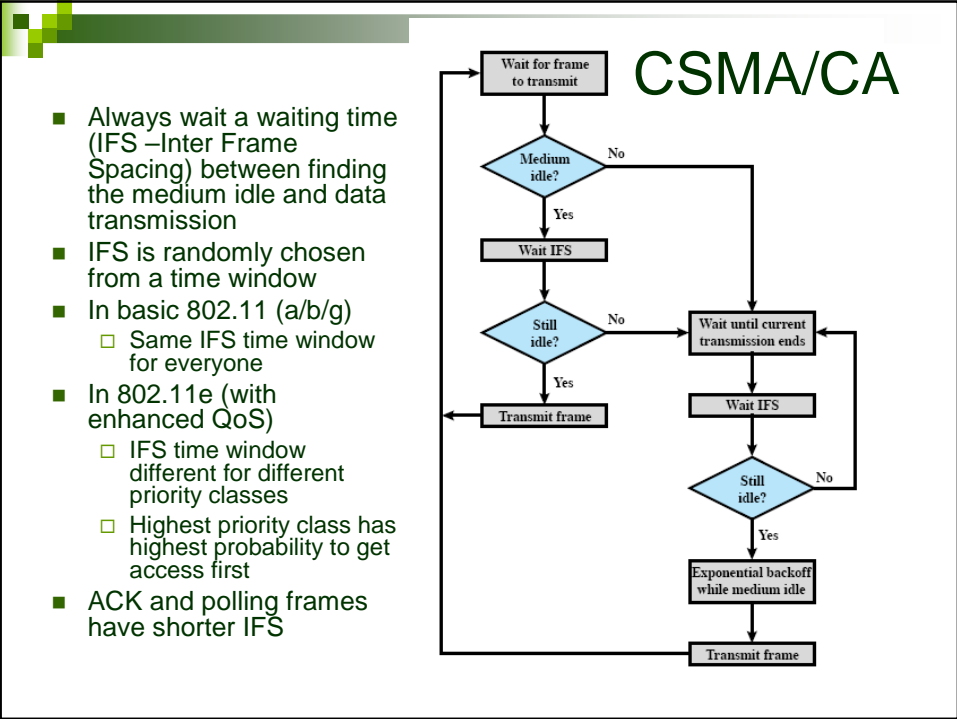 CSMA/CA
Always wait a waiting time
(IFS –Inter Frame
Spacing) between finding
the medium idle and data
transmission
IFS is randomly chosen
from a time window
In basic 802.11 (a/b/g)
Same IFS time window
for everyone
In 802.11e (with
enhanced QoS)
IFS time window
different for different
priority classes
Highest priority class has
highest probability to get
access first
ACK and polling frames
have shorter IFS
Wait for frame
to transmit
Medium
idle?
No
Yes
Wait IFS
Still
idle?
No
Yes
Transmit frame
Wait until current
transmission ends
Wait IFS
Still
idle?
No
Yes
Exponential backoff
while medium idle
Transmit frame